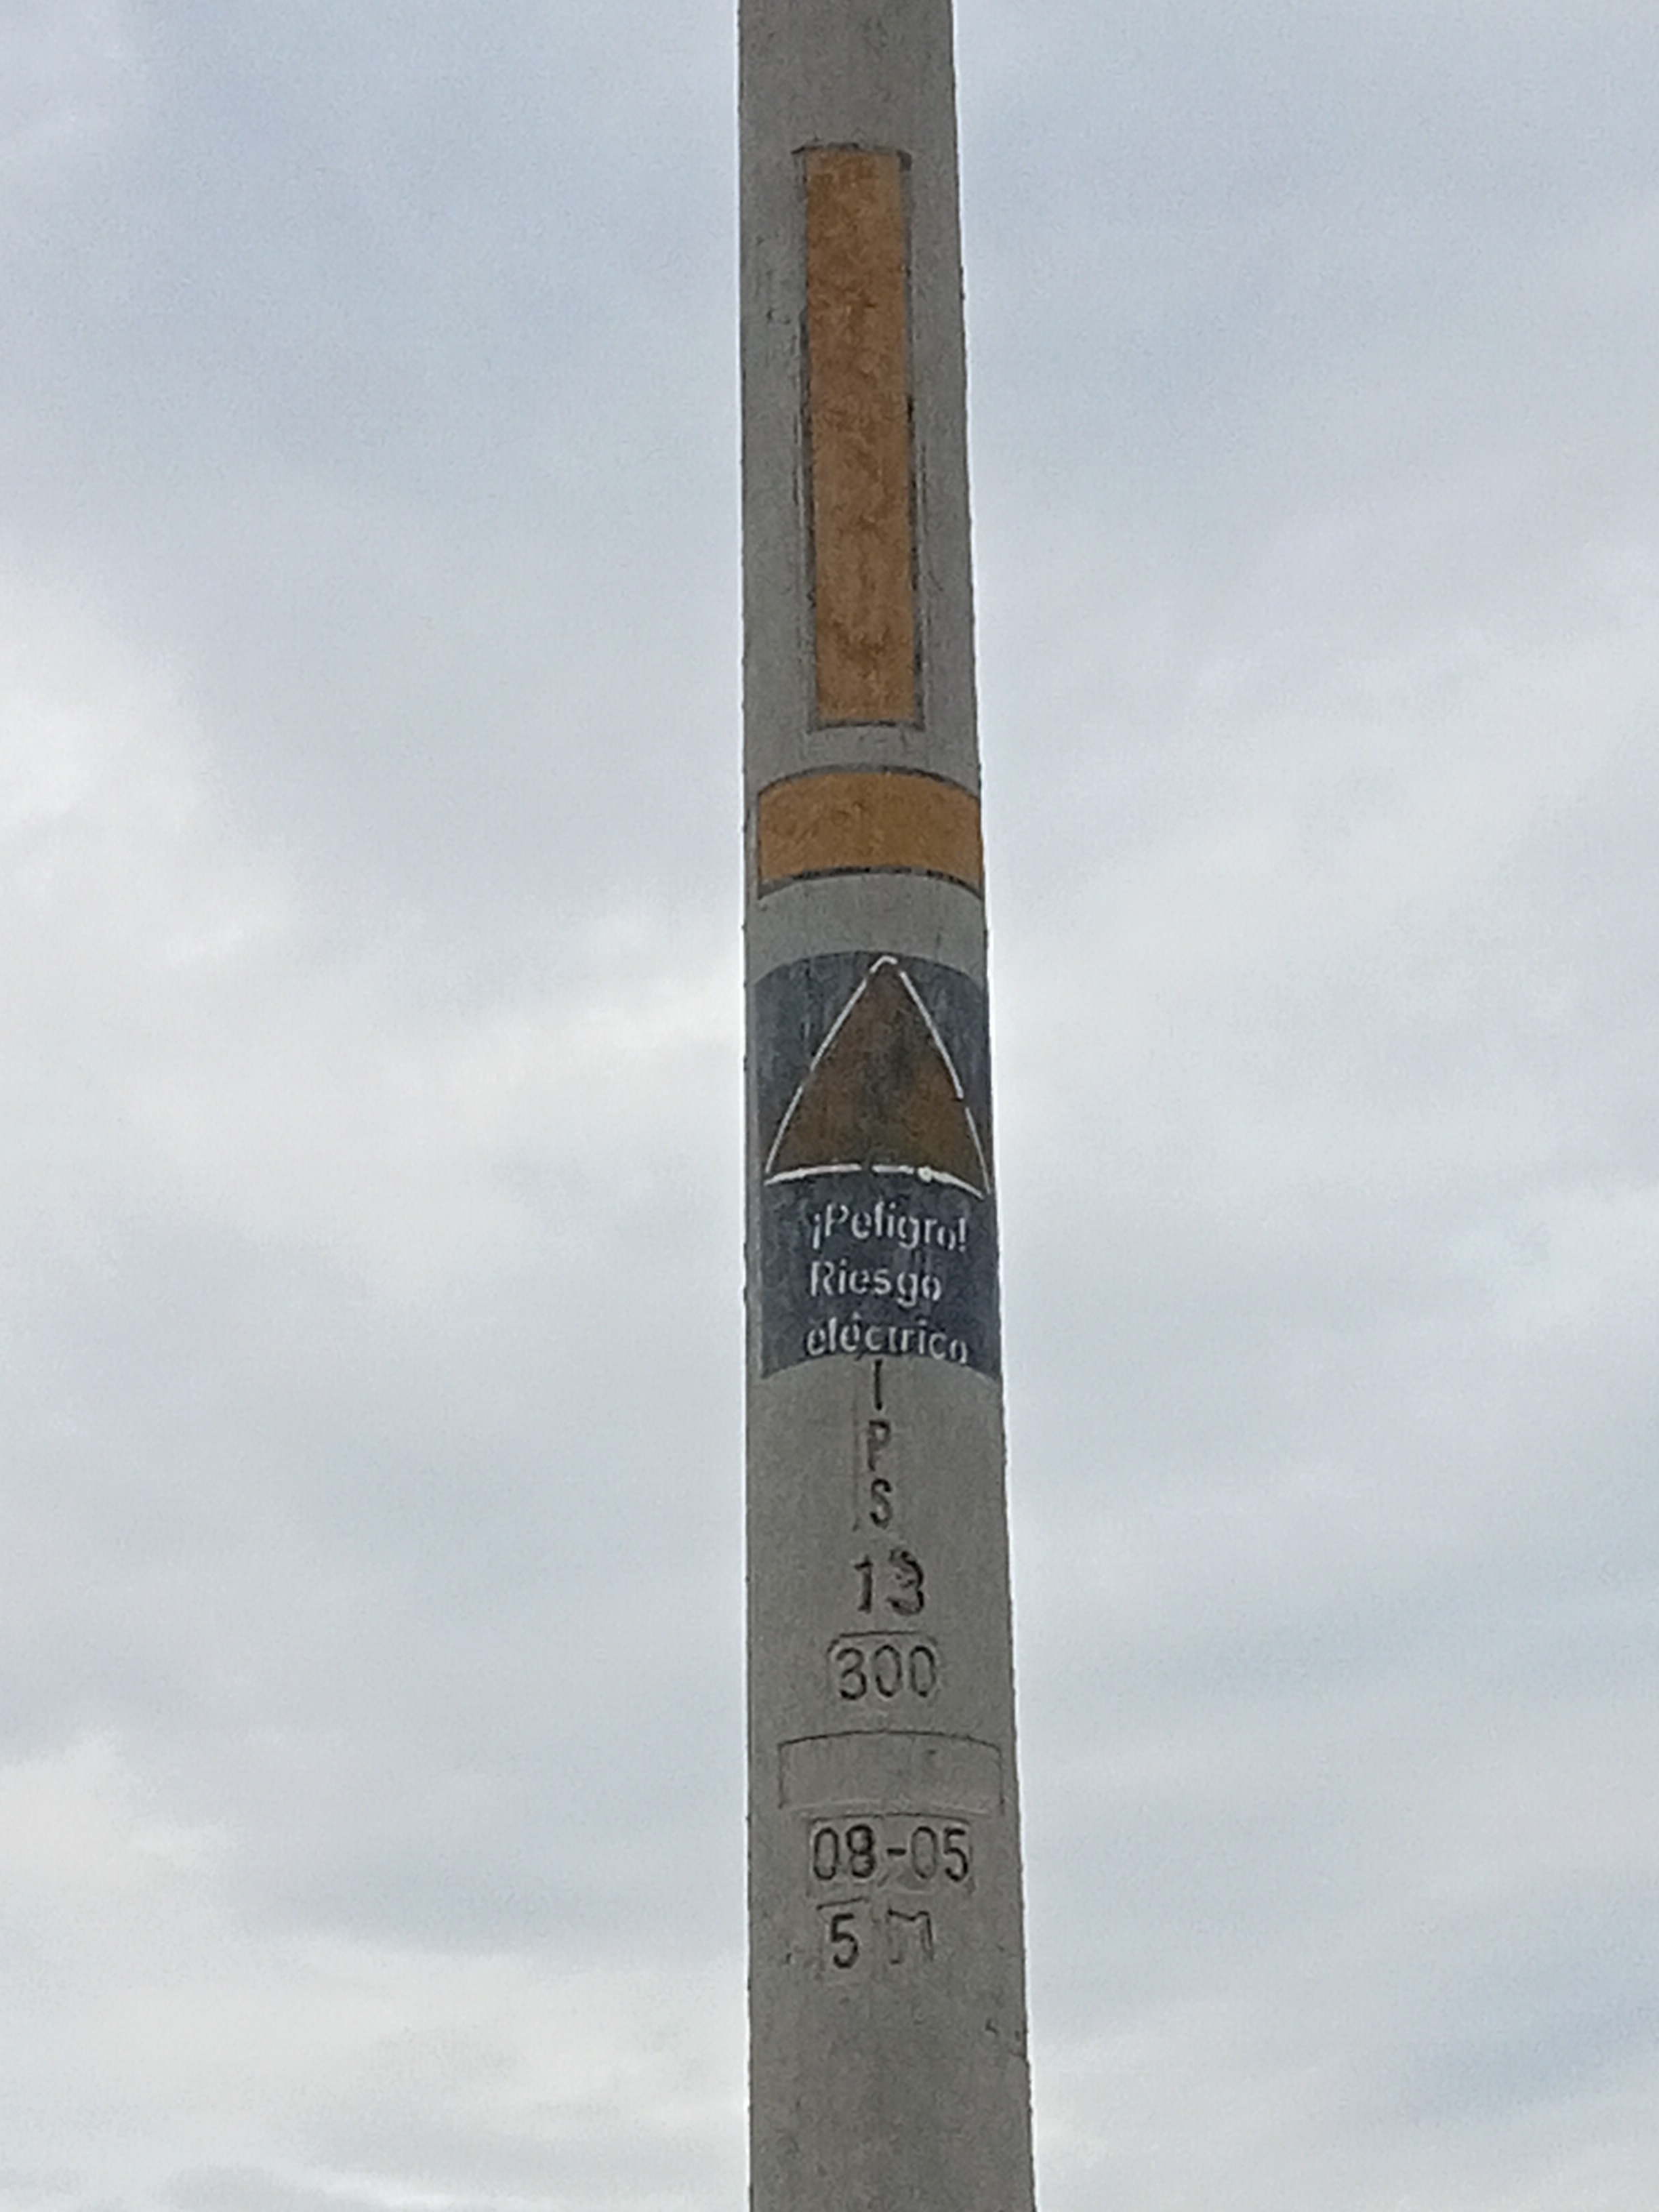 ¡Peligro!
Riesgo
eléctrico
I
P
S
13
300
08-05
5 M